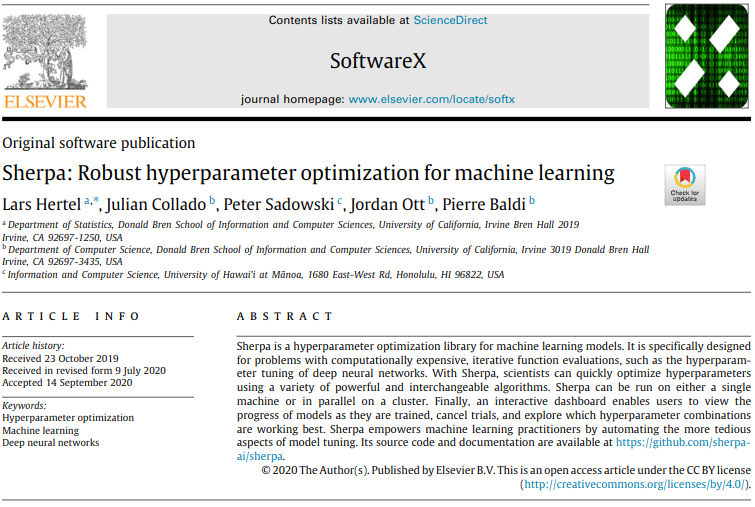 Contents lists available at ScienceDirect
SoftwareX
journal homepage: www.elsevier.com/locate/softx
ELSEVIER
Original software publication
Sherpa: Robust hyperparameter optimization for machine learning
Check for
updates
Lars Hertel a,*, Julian Collado b, Peter Sadowski c, Jordan Ott b, Pierre Baldi b
a Department of Statistics, Donald Bren School of Information and Computer Sciences, University of California, Irvine Bren Hall 2019
Irvine, CA 92697-1250, USA
b Department of Computer Science, Donald Bren School of Information and Computer Sciences, University of California, Irvine 3019 Donald Bren Hall
Irvine, CA 92697-3435, USA
c Information and Computer Science, University of Hawai'i at Mānoa, 1680 East-West Rd, Honolulu, HI 96822, USA
ARTICLE INFO
Article history:
Received 23 October 2019
Received in revised form 9 July 2020
Accepted 14 September 2020
Keywords:
Hyperparameter optimization
Machine learning
Deep neural networks
ABSTRACT
Sherpa is a hyperparameter optimization library for machine learning models. It is specifically designed
for problems with computationally expensive, iterative function evaluations, such as the hyperparam-
eter tuning of deep neural networks. With Sherpa, scientists can quickly optimize hyperparameters
using a variety of powerful and interchangeable algorithms. Sherpa can be run on either a single
machine or in parallel on a cluster. Finally, an interactive dashboard enables users to view the
progress of models as they are trained, cancel trials, and explore which hyperparameter combinations
are working best. Sherpa empowers machine learning practitioners by automating the more tedious
aspects of model tuning. Its source code and documentation are available at https://github.com/sherpa-
ai/sherpa.
© 2020 The Author(s). Published by Elsevier B.V. This is an open access article under the CC BY license
(http://creativecommons.org/licenses/by/4.0/).